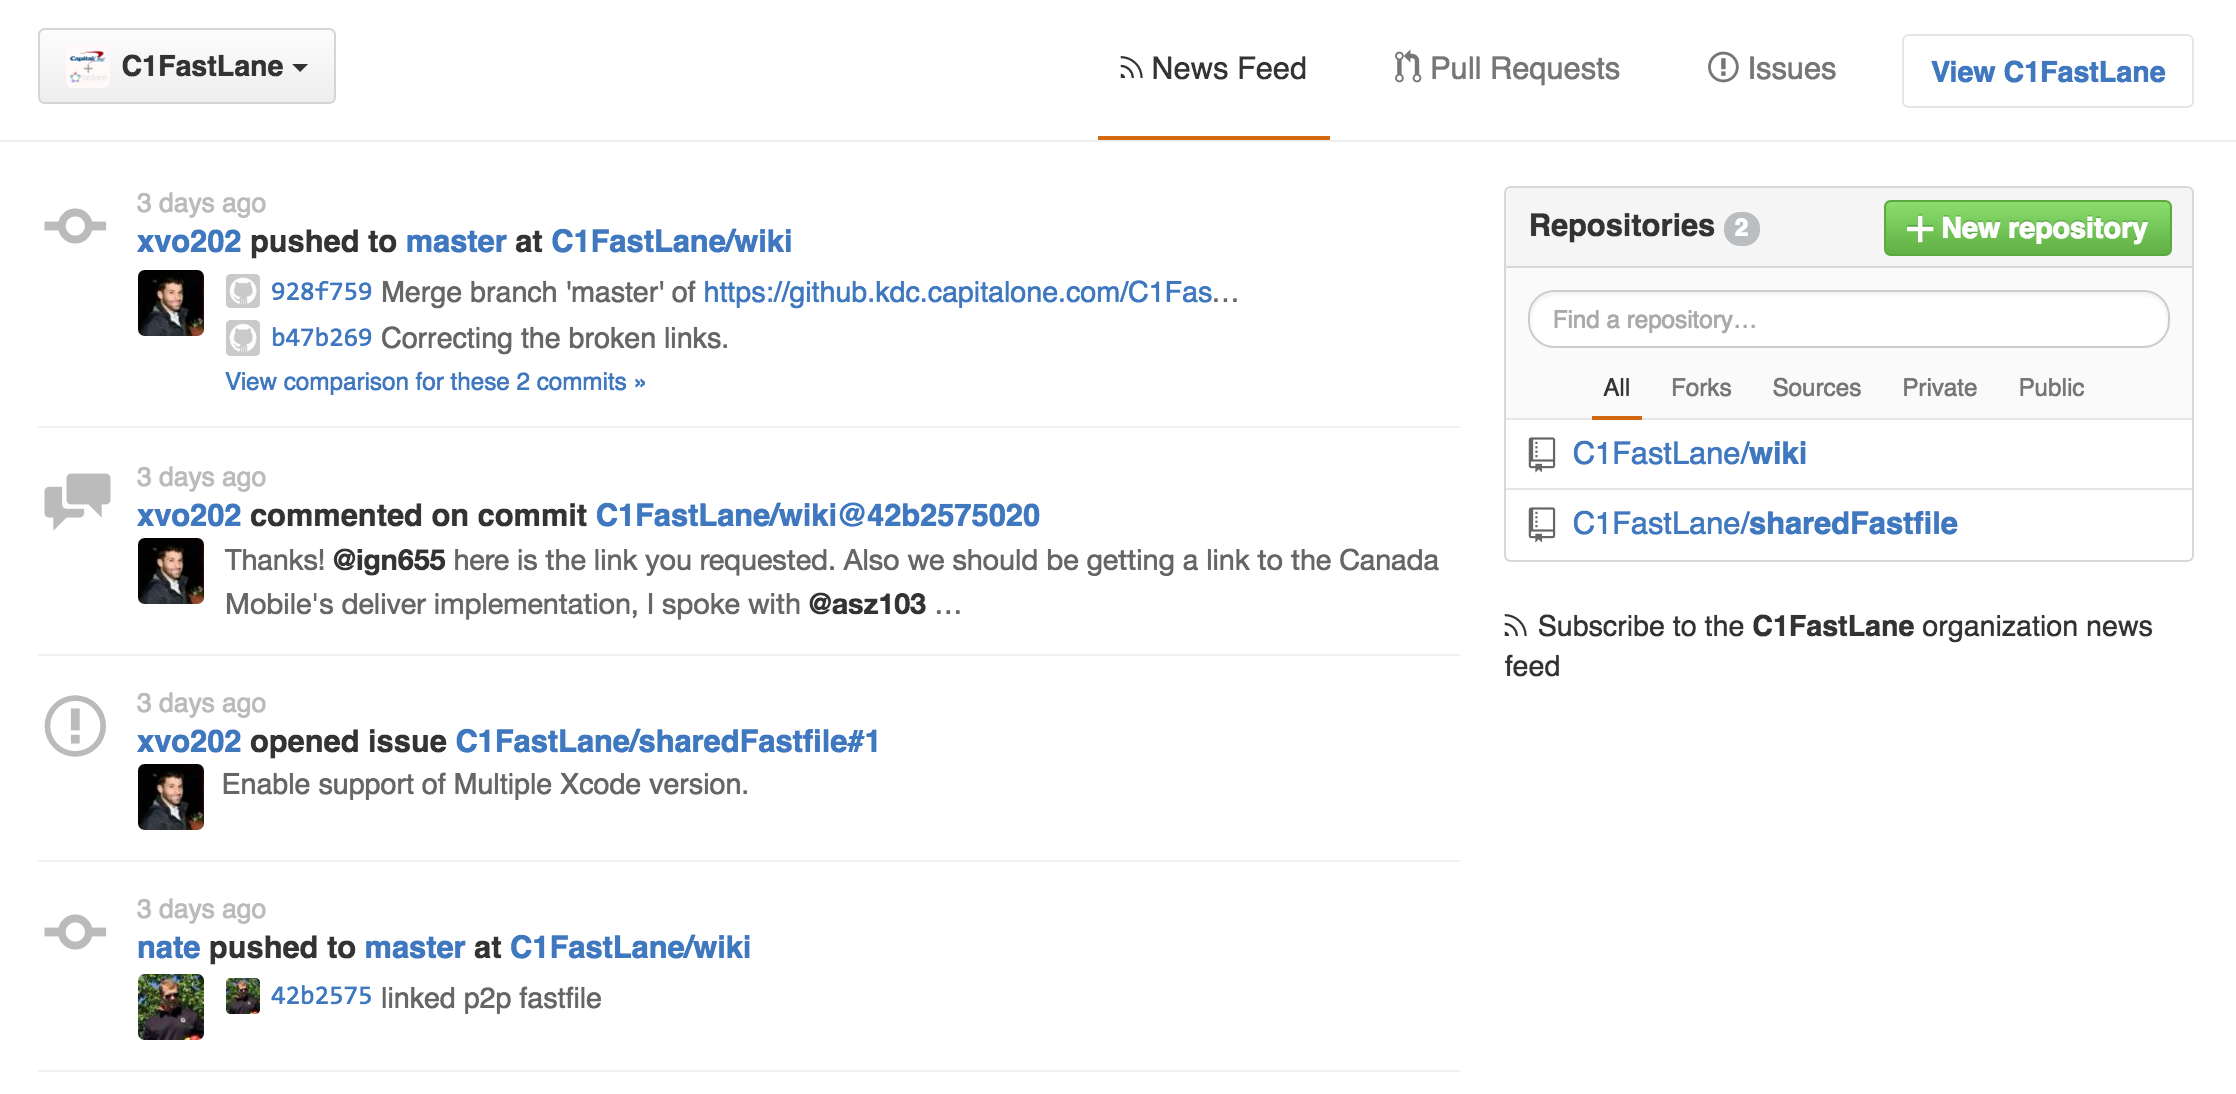 C1FastLane
News Feed
Pull Requests
Issues
View C1FastLane
3 days ago
xvo202 pushed to master at C1FastLane/wiki
928f759 Merge branch 'master' of https://github.kdc.capitalone.com/C1Fas…
b47b269 Correcting the broken links.
View comparison for these 2 commits »
3 days ago
xvo202 commented on commit C1FastLane/wiki@42b2575020
Thanks! @ign655 here is the link you requested. Also we should be getting a link to the Canada
Mobile's deliver implementation, I spoke with @asz103 …
3 days ago
xvo202 opened issue C1FastLane/sharedFastfile#1
Enable support of Multiple Xcode version.
3 days ago
nate pushed to master at C1FastLane/wiki
42b2575 linked p2p fastfile
Repositories 2
New repository
Find a repository…
All Forks Sources Private Public
C1FastLane/wiki
C1FastLane/sharedFastfile
Subscribe to the C1FastLane organization news
feed